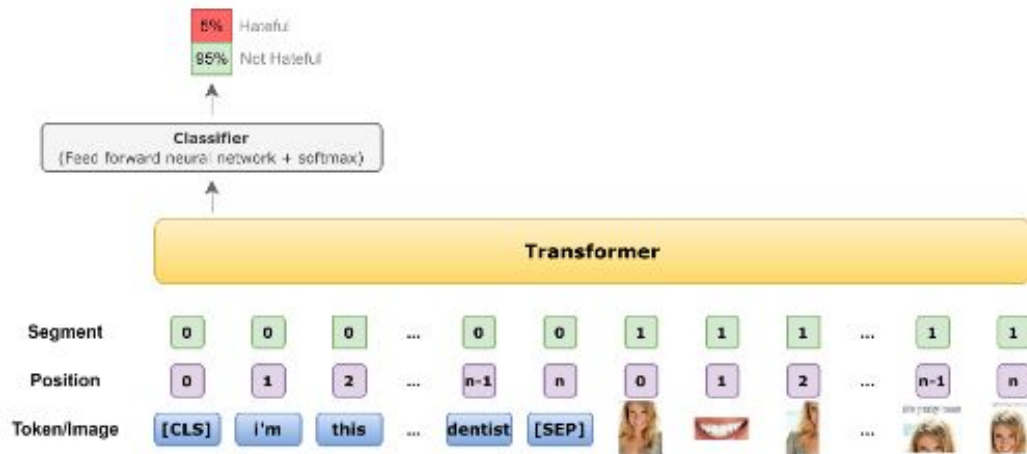 5% Hateful
95% Not Hateful
Classifier
(Feed forward neural network + softmax)
Transformer
Segment 0 0 0 ... 0 0 1 1 1 ... 1 1
Position 0 1 2 ... n-1 n 0 1 2 ... n-1 n
Token/Image [CLS] i'm this ... dentist [SEP] ...